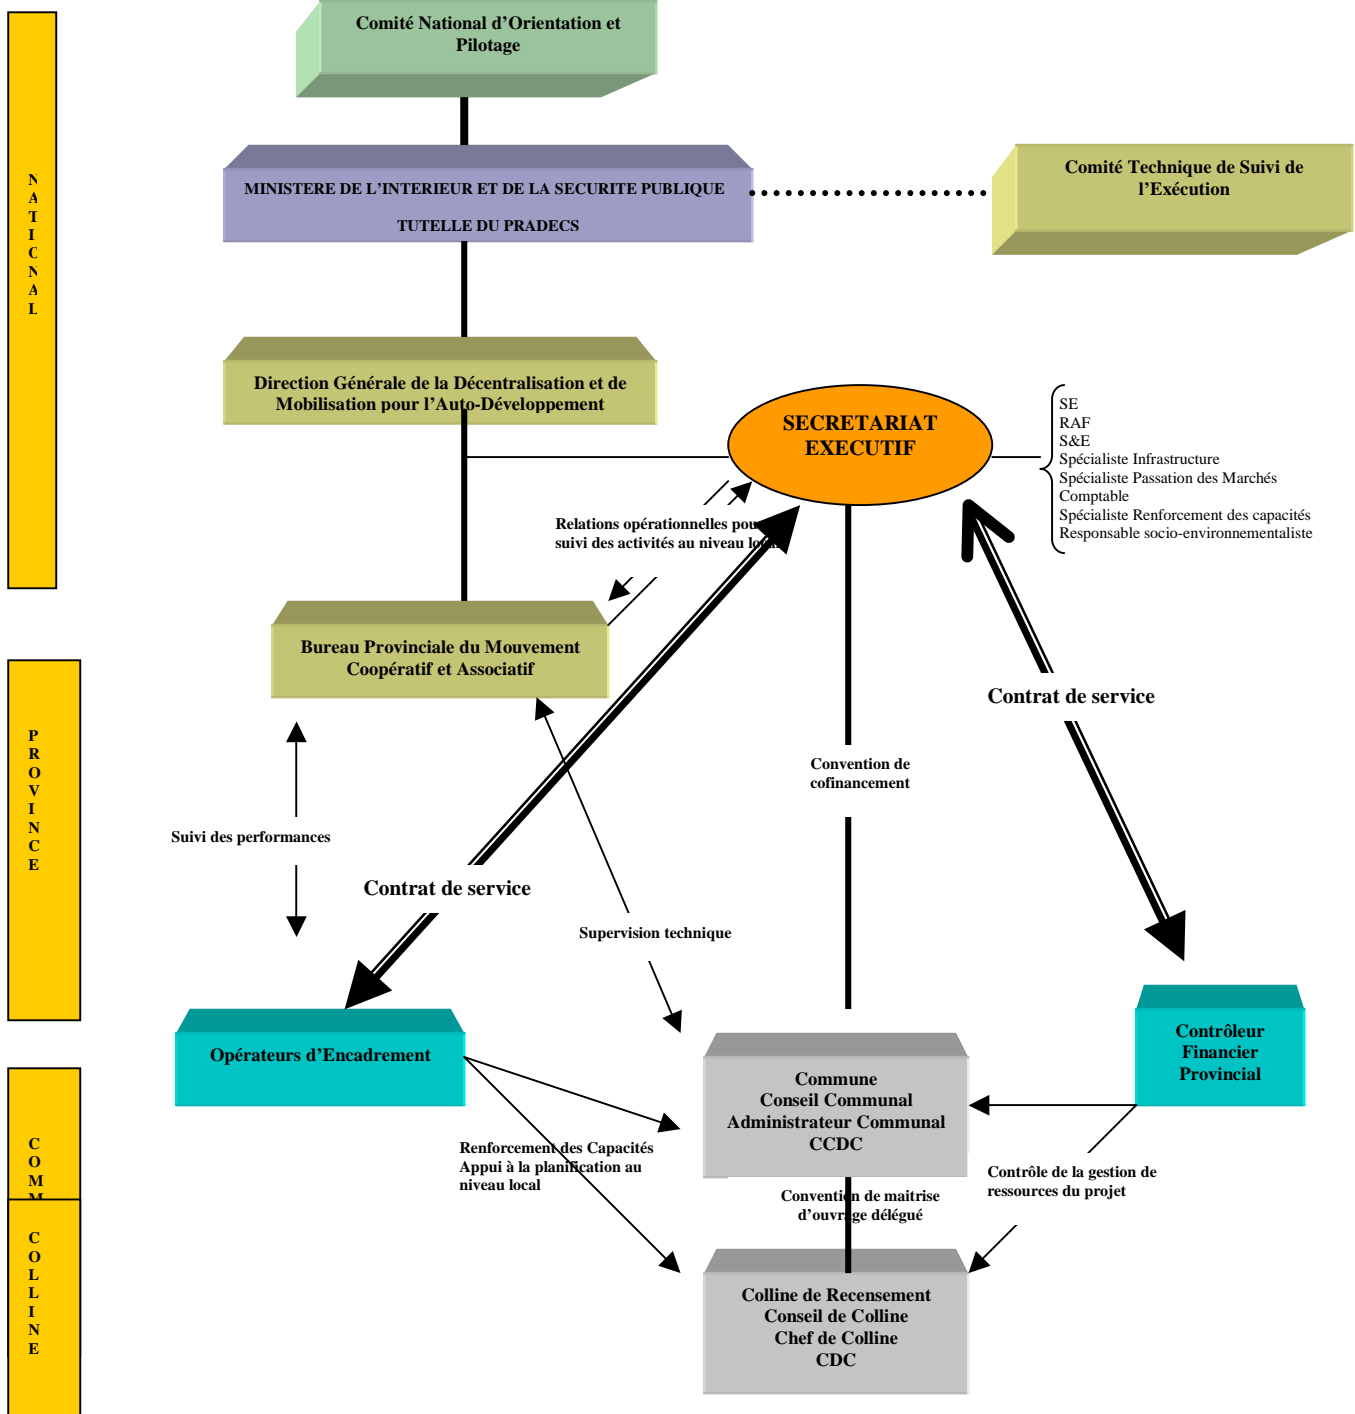 Comité National d’Orientation et
Pilotage
NATIONAL
MINISTERE DE L’INTERIEUR ET DE LA SECURITE PUBLIQUE
TUTELLE DU PRADECS
Comité Technique de Suivi de
l’Exécution
Direction Générale de la Décentralisation et de
Mobilisation pour l’Auto-Développement
SECRETARIAT
EXECUTIF
SE
RAF
S&E
Spécialiste Infrastructure
Spécialiste Passation des Marchés
Comptable
Spécialiste Renforcement des capacités
Responsable socio-environnementaliste
Relations opérationnelles pou
suivi des activités au niveau local
Bureau Provinciale du Mouvement
Coopératif et Associatif
PROVINCE
Contrat de service
Convention de
cofinancement
Suivi des performances
Contrat de service
Supervision technique
Opérateurs d’Encadrement
Contrôleur
Financier
Provincial
Commune
Conseil Communal
Administrateur Communal
CCDC
COMM
Renforcement des Capacités
Appui à la planification au
niveau local
Contrôle de la gestion de
ressources du projet
Convention de maitrise
d’ouvrage délégué
COLLINE
Colline de Recensement
Conseil de Colline
Chef de Colline
CDC